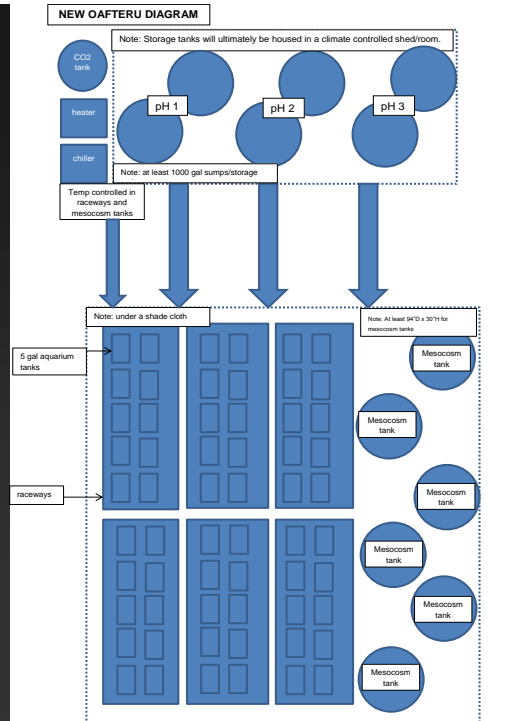 NEW OAFTERU DIAGRAM
Note: Storage tanks will ultimately be housed in a climate controlled shed/room.
CO2
tank
pH 1
pH 2
pH 3
heater
chiller
Note: at least 1000 gal sumps/storage
Temp controlled in
raceways and
mesocosm tanks
Note: under a shade cloth
Note: At least 94"D x 30"H for
mesocosm tanks
5 gal aquarium
tanks
Mesocosm
tank
Mesocosm
tank
raceways
Mesocosm
tank
Mesocosm
tank
Mesocosm
tank
Mesocosm
tank